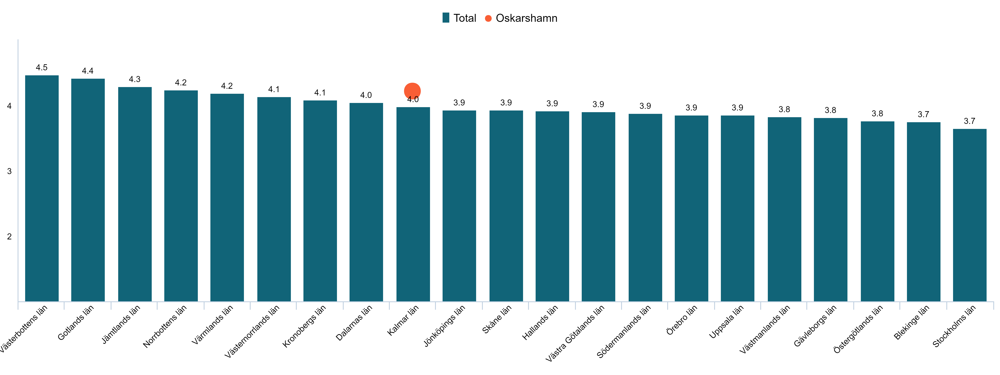 Total Oskarshamn
4.5 4.4 4.3 4.2 4.2 4.1 4.1 4.0 4.0 3.9 3.9 3.9 3.9 3.9 3.9 3.9 3.8 3.8 3.8 3.7 3.7
4
3
2
Västerbottens län
Gotlands län
Jämtlands län
Norrbottens län
Värmlands län
Västernorrlands län
Kronobergs län
Dalarnas län
Kalmar län
Jönköpings län
Skåne län
Hallands län
Västra Götalands län
Södermanlands län
Örebro län
Uppsala län
Västmanlands län
Gävleborgs län
Östergötlands län
Blekinge län
Stockholms län